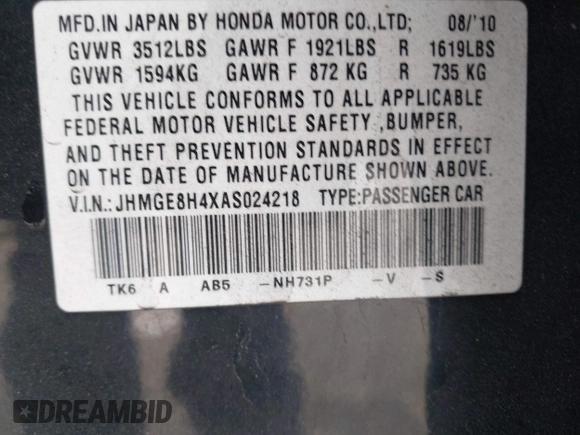 MFD.IN JAPAN BY HONDA MOTOR CO.,LTD; 08/'10
GVWR 3512LBS GAWR F 1921LBS R 1619LBS
GVWR 1594KG GAWR F 872 KG R 735 KG
THIS VEHICLE CONFORMS TO ALL APPLICABLE
FEDERAL MOTOR VEHICLE SAFETY ,BUMPER,
AND THEFT PREVENTION STANDARDS IN EFFECT
ON THE DATE OF MANUFACTURE SHOWN ABOVE.
V.I.N.: JHMGE8H4XAS024218 TYPE:PASSENGER CAR
TK6 A AB5 -NH731P -V -S
DREAMBID